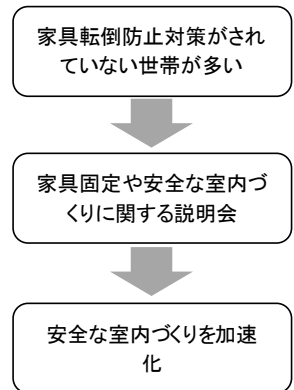 家具転倒防止対策がされ
ていない世帯が多い
家具固定や安全な室内づ
くりに関する説明会
安全な室内づくりを加速
化